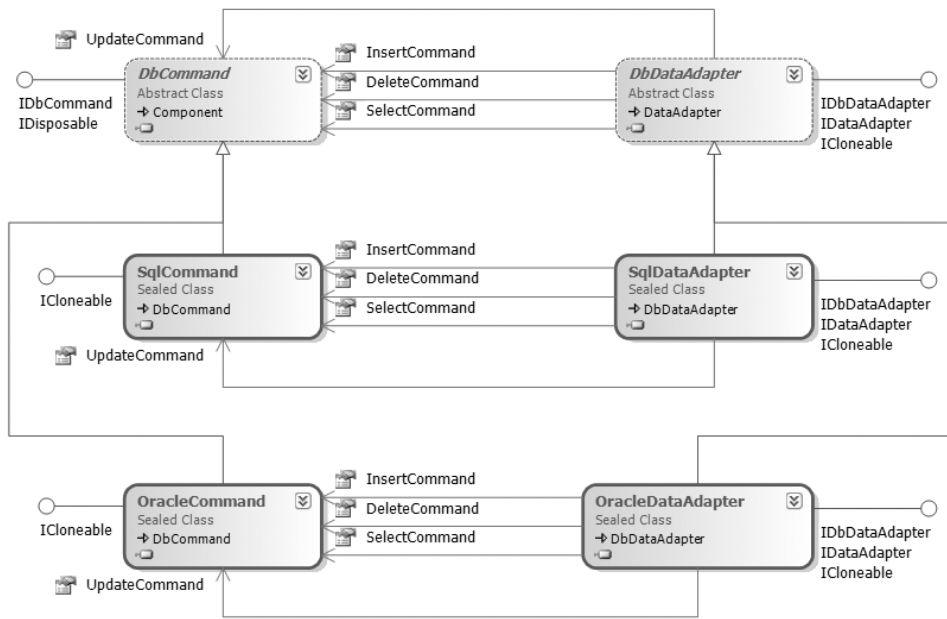 UpdateCommand
InsertCommand
DbCommand
Abstract Class
Component
DeleteCommand
SelectCommand
DbDataAdapter
Abstract Class
DataAdapter
IDbCommand
IDisposable
IDbDataAdapter
IDataAdapter
ICloneable
InsertCommand
SqlCommand
Sealed Class
DbCommand
DeleteCommand
SelectCommand
SqlDataAdapter
Sealed Class
DbDataAdapter
ICloneable
IDbDataAdapter
IDataAdapter
ICloneable
UpdateCommand
InsertCommand
OracleCommand
Sealed Class
DbCommand
DeleteCommand
SelectCommand
OracleDataAdapter
Sealed Class
DbDataAdapter
ICloneable
IDbDataAdapter
IDataAdapter
ICloneable
UpdateCommand